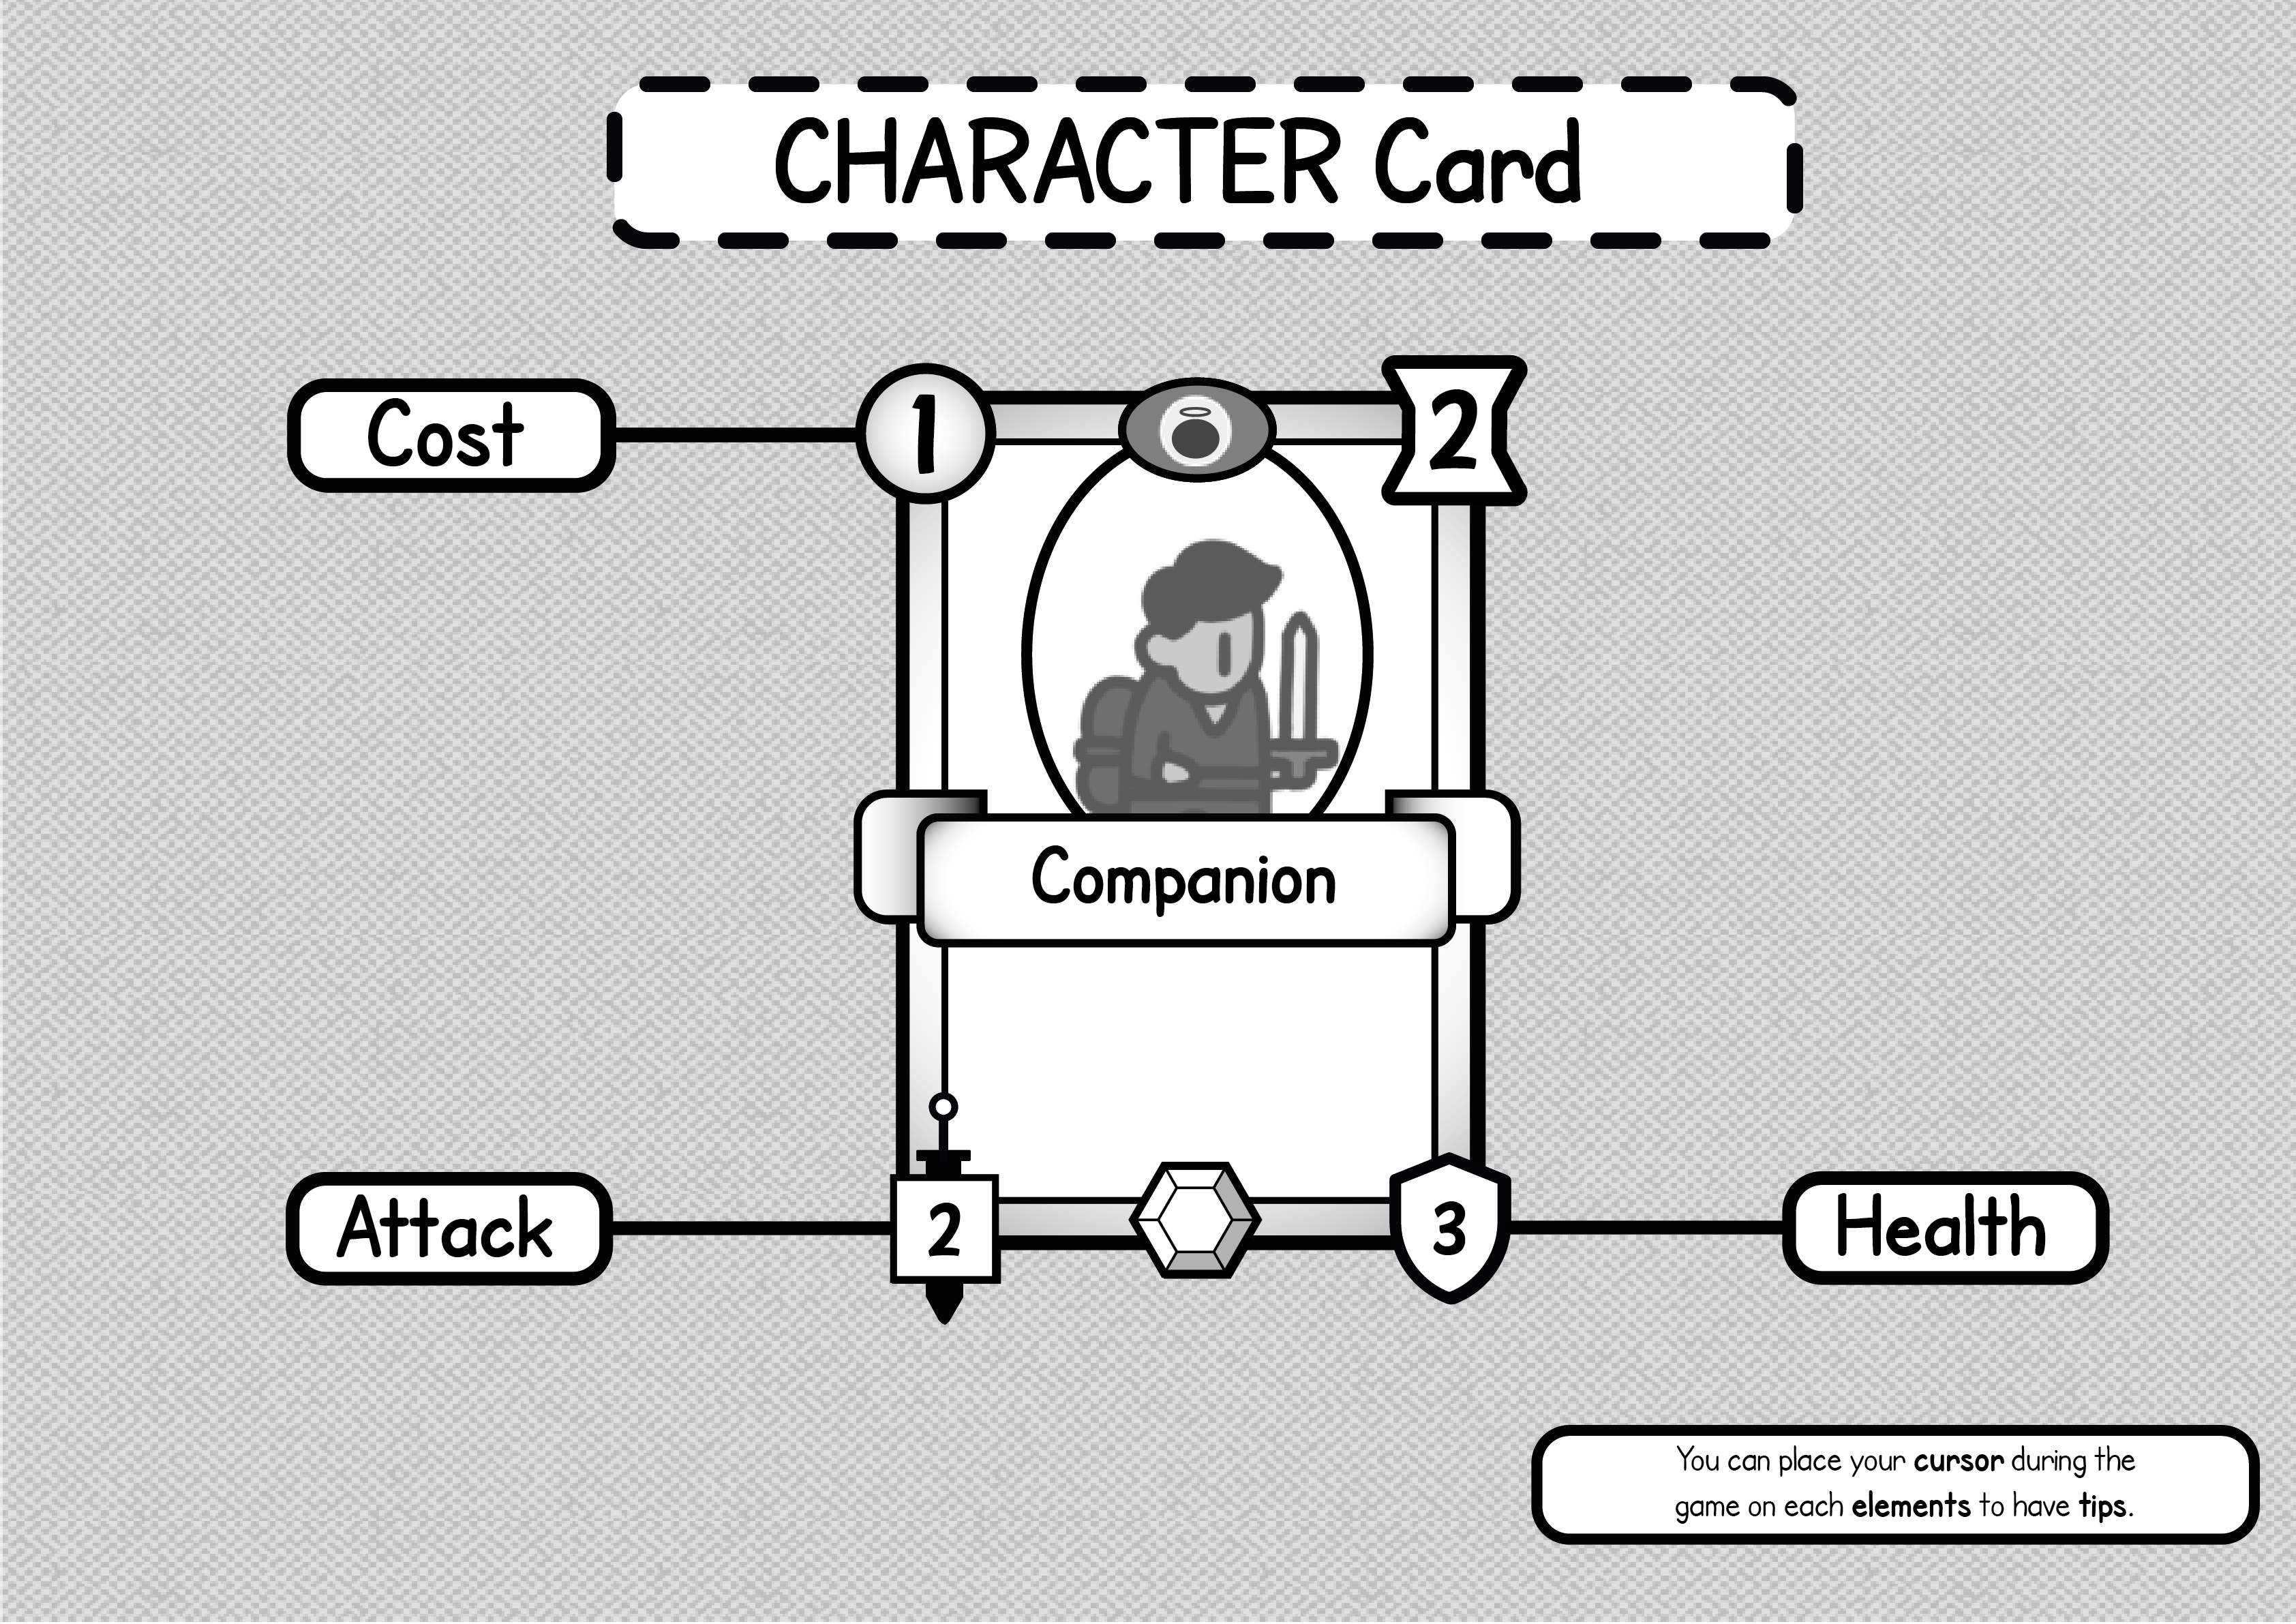 CHARACTER Card
Cost
1
2
Companion
Attack
2
3
Health
You can place your cursor during the
game on each elements to have tips.